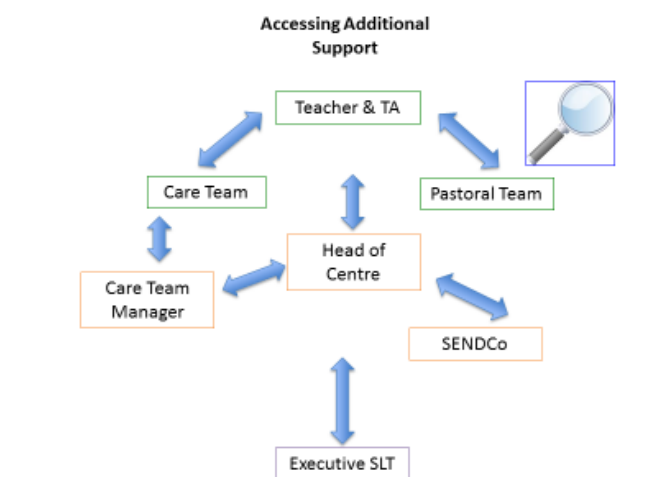 Accessing Additional
Support
Teacher & TA
Care Team
Pastoral Team
Head of
Centre
Care Team
Manager
SENDCo
Executive SLT